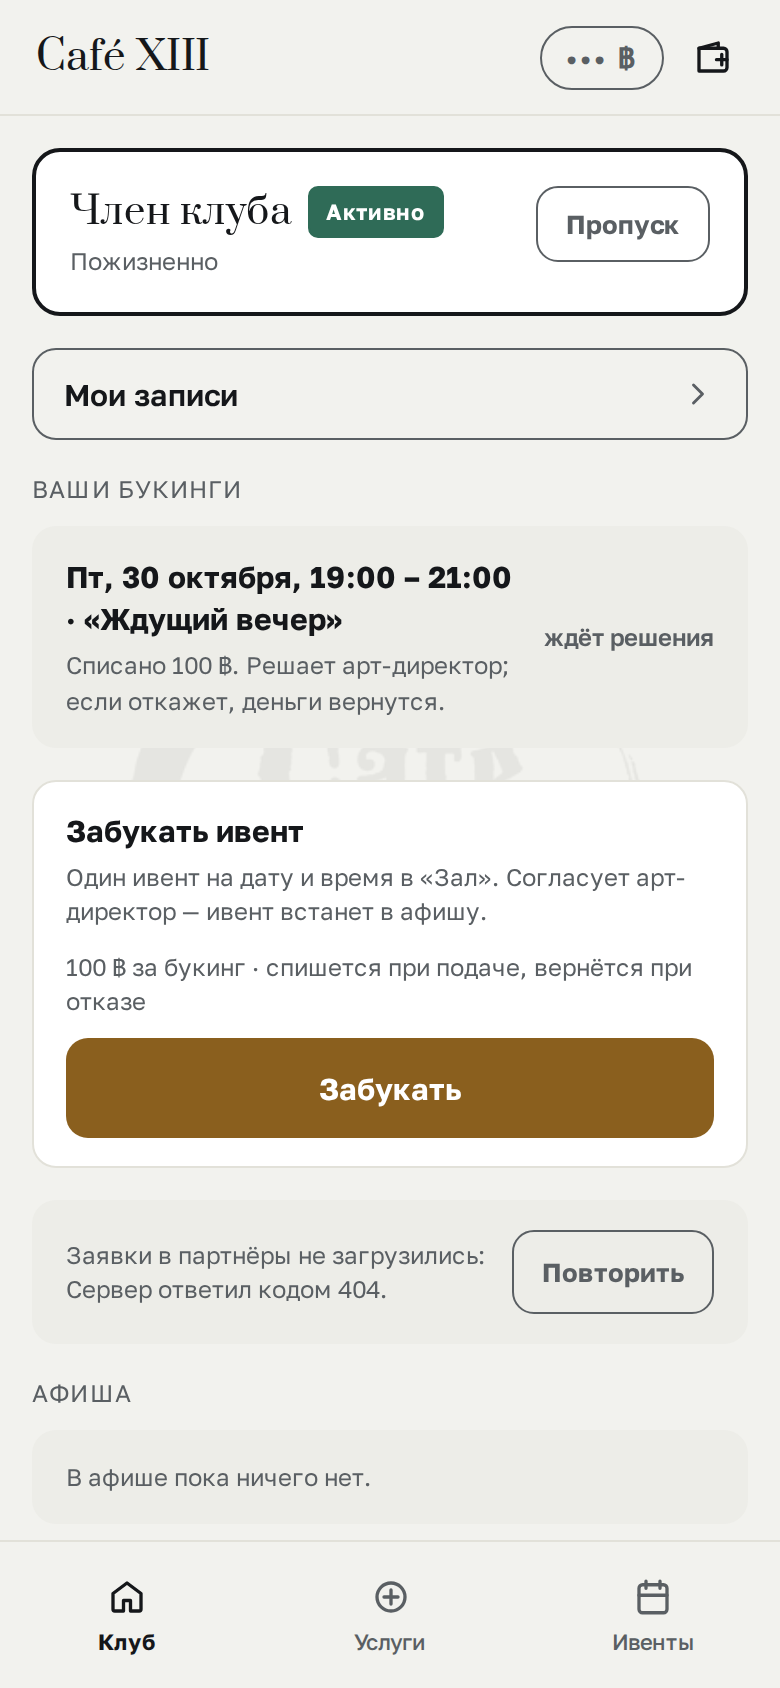 Café XIII
••• ฿
Член клуба
Активно
Пропуск
Пожизненно
Мои записи
ВАШИ БУКИНГИ
Пт, 30 октября, 19:00 – 21:00
· «Ждущий вечер»
ждёт решения
Списано 100 ฿. Решает арт-директор;
если откажет, деньги вернутся.
Забукать ивент
Один ивент на дату и время в «Зал». Согласует арт-
директор — ивент встанет в афишу.
100 ฿ за букинг · спишется при подаче, вернётся при
отказе
Забукать
Заявки в партнёры не загрузились:
Сервер ответил кодом 404.
Повторить
АФИША
В афише пока ничего нет.
Клуб
Услуги
Ивенты